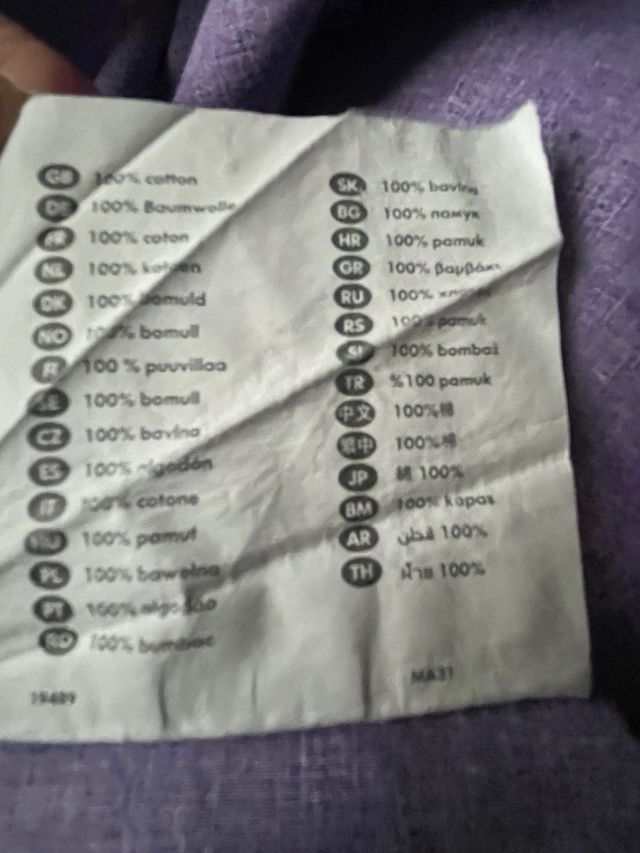 GB 100% cotton
DE 100% Baumwolle
FR 100% coton
NL 100% katoen
DK 100% bomuld
NO 100% bomull
FI 100 % puuvillaa
SE 100% bomull
CZ 100% bavlna
ES 100% algodón
IT 100% cotone
HU 100% pamut
PL 100% bawełna
PT 100% algodão
RO 100% bumbac
19489
SK 100% bavlna
BG 100% памук
HR 100% pamuk
GR 100% βαμβάκι
RU 100%
RS 100% pamuk
SI 100% bombaž
TR %100 pamuk
中文 100%棉
繁中 100%棉
JP 綿 100%
BM 100% kapas
AR قطن 100%
TH ฝ้าย 100%
MA31